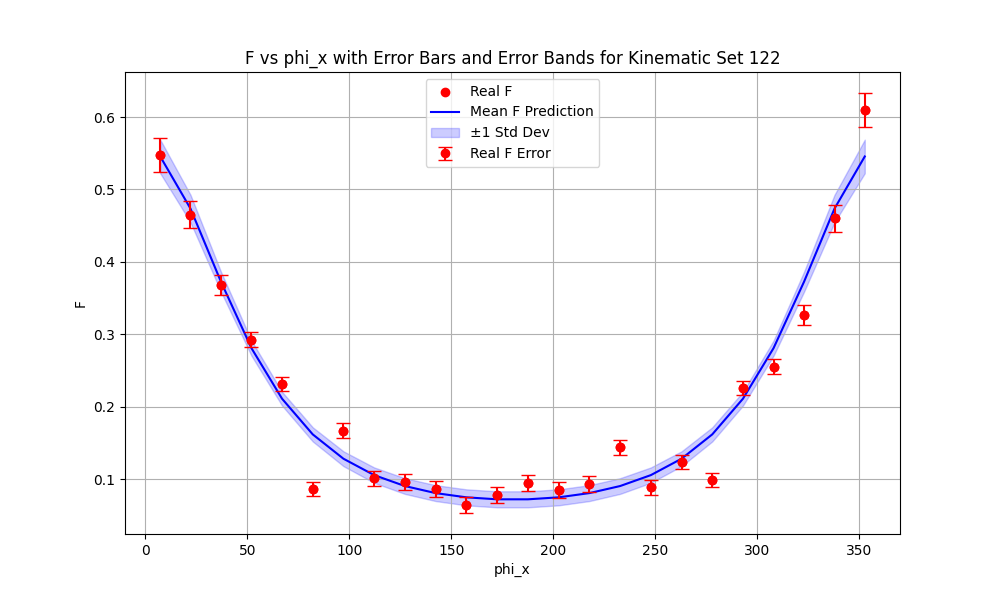 F vs phi_x with Error Bars and Error Bands for Kinematic Set 122
Real F
Mean F Prediction
±1 Std Dev
Real F Error
F
0.6
0.5
0.4
0.3
0.2
0.1
0 50 100 150 200 250 300 350
phi_x